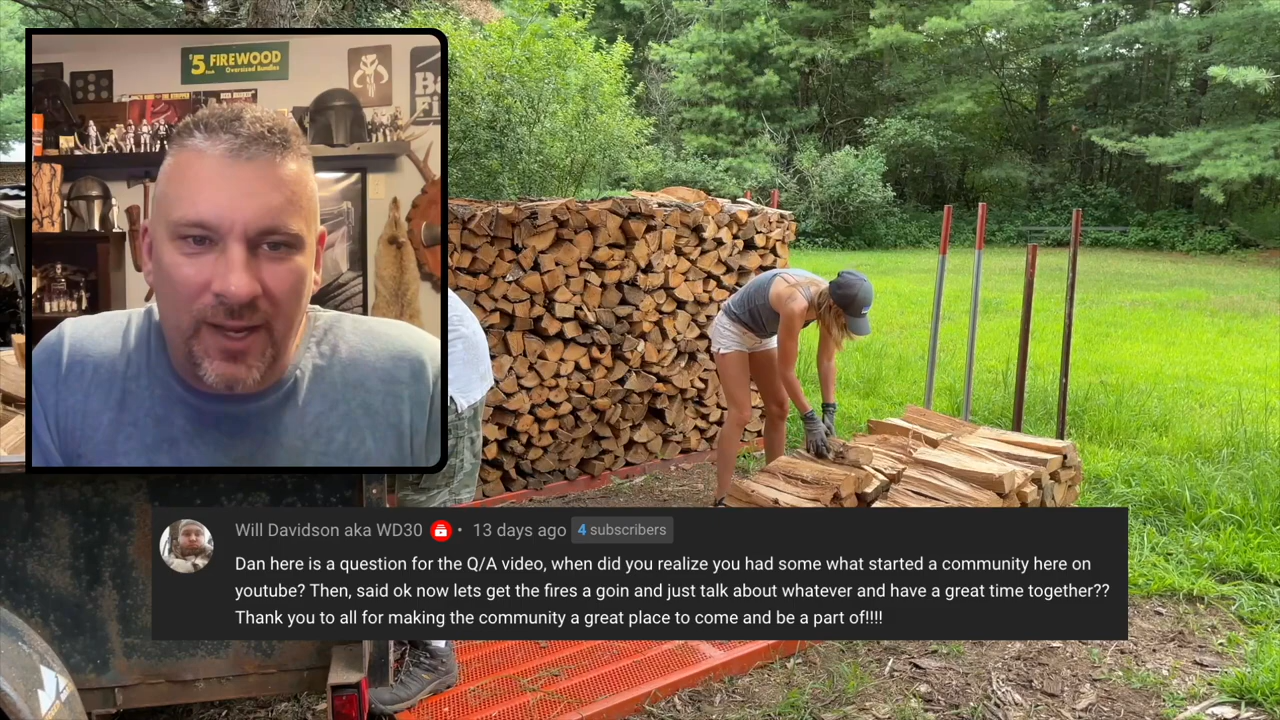 $5 FIREWOOD
Oversized Bundles
Will Davidson aka WD30 • 13 days ago 4 subscribers
Dan here is a question for the Q/A video, when did you realize you had some what started a community here on
youtube? Then, said ok now lets get the fires a goin and just talk about whatever and have a great time together??
Thank you to all for making the community a great place to come and be a part of!!!!